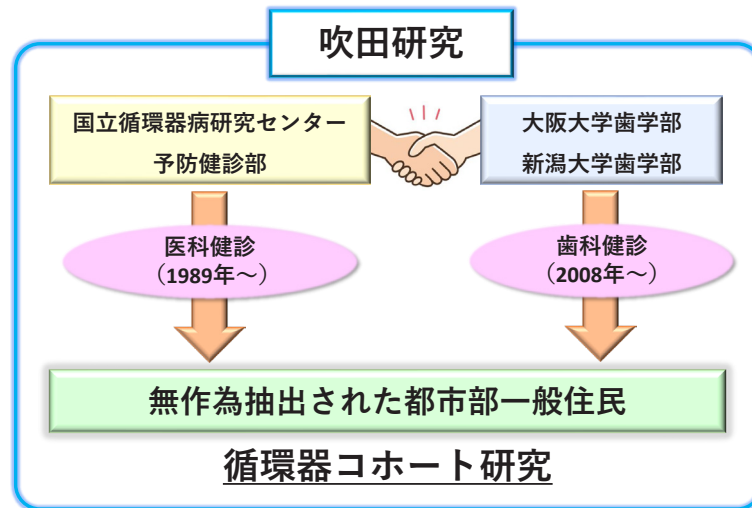 吹田研究
国立循環器病研究センター
予防健診部
大阪大学歯学部
新潟大学歯学部
医科健診
（1989年～）
歯科健診
（2008年～）
無作為抽出された都市部一般住民
循環器コホート研究